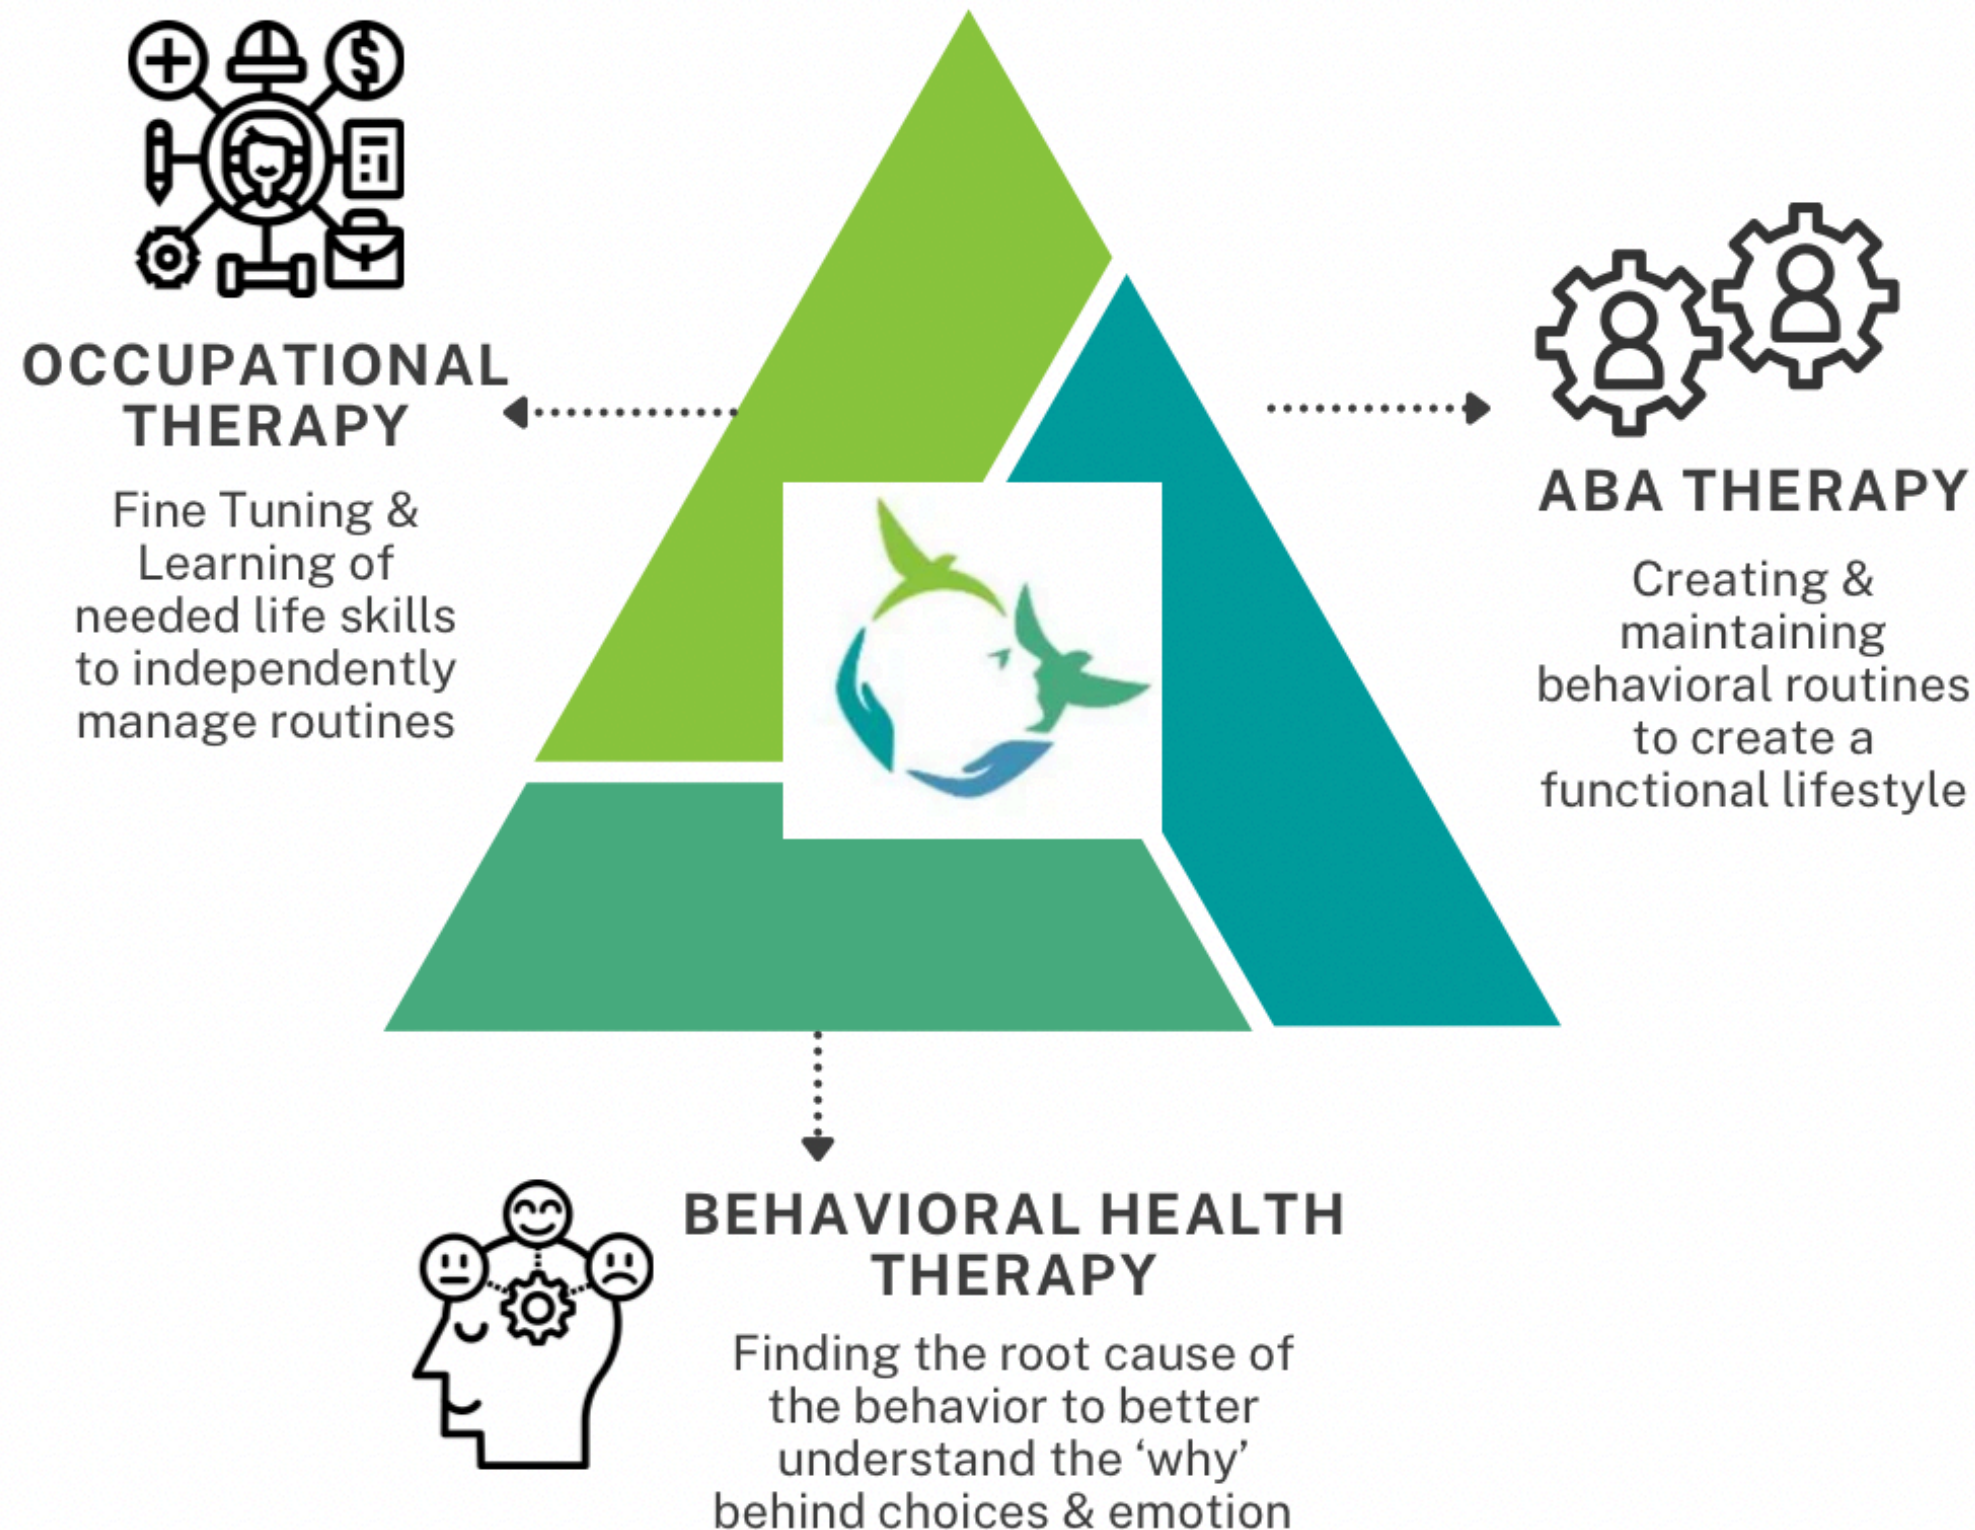 OCCUPATIONAL
THERAPY
Fine Tuning &
Learning of
needed life skills
to independently
manage routines
ABA THERAPY
Creating &
maintaining
behavioral routines
to create a
functional lifestyle
BEHAVIORAL HEALTH
THERAPY
Finding the root cause of
the behavior to better
understand the ‘why’
behind choices & emotion